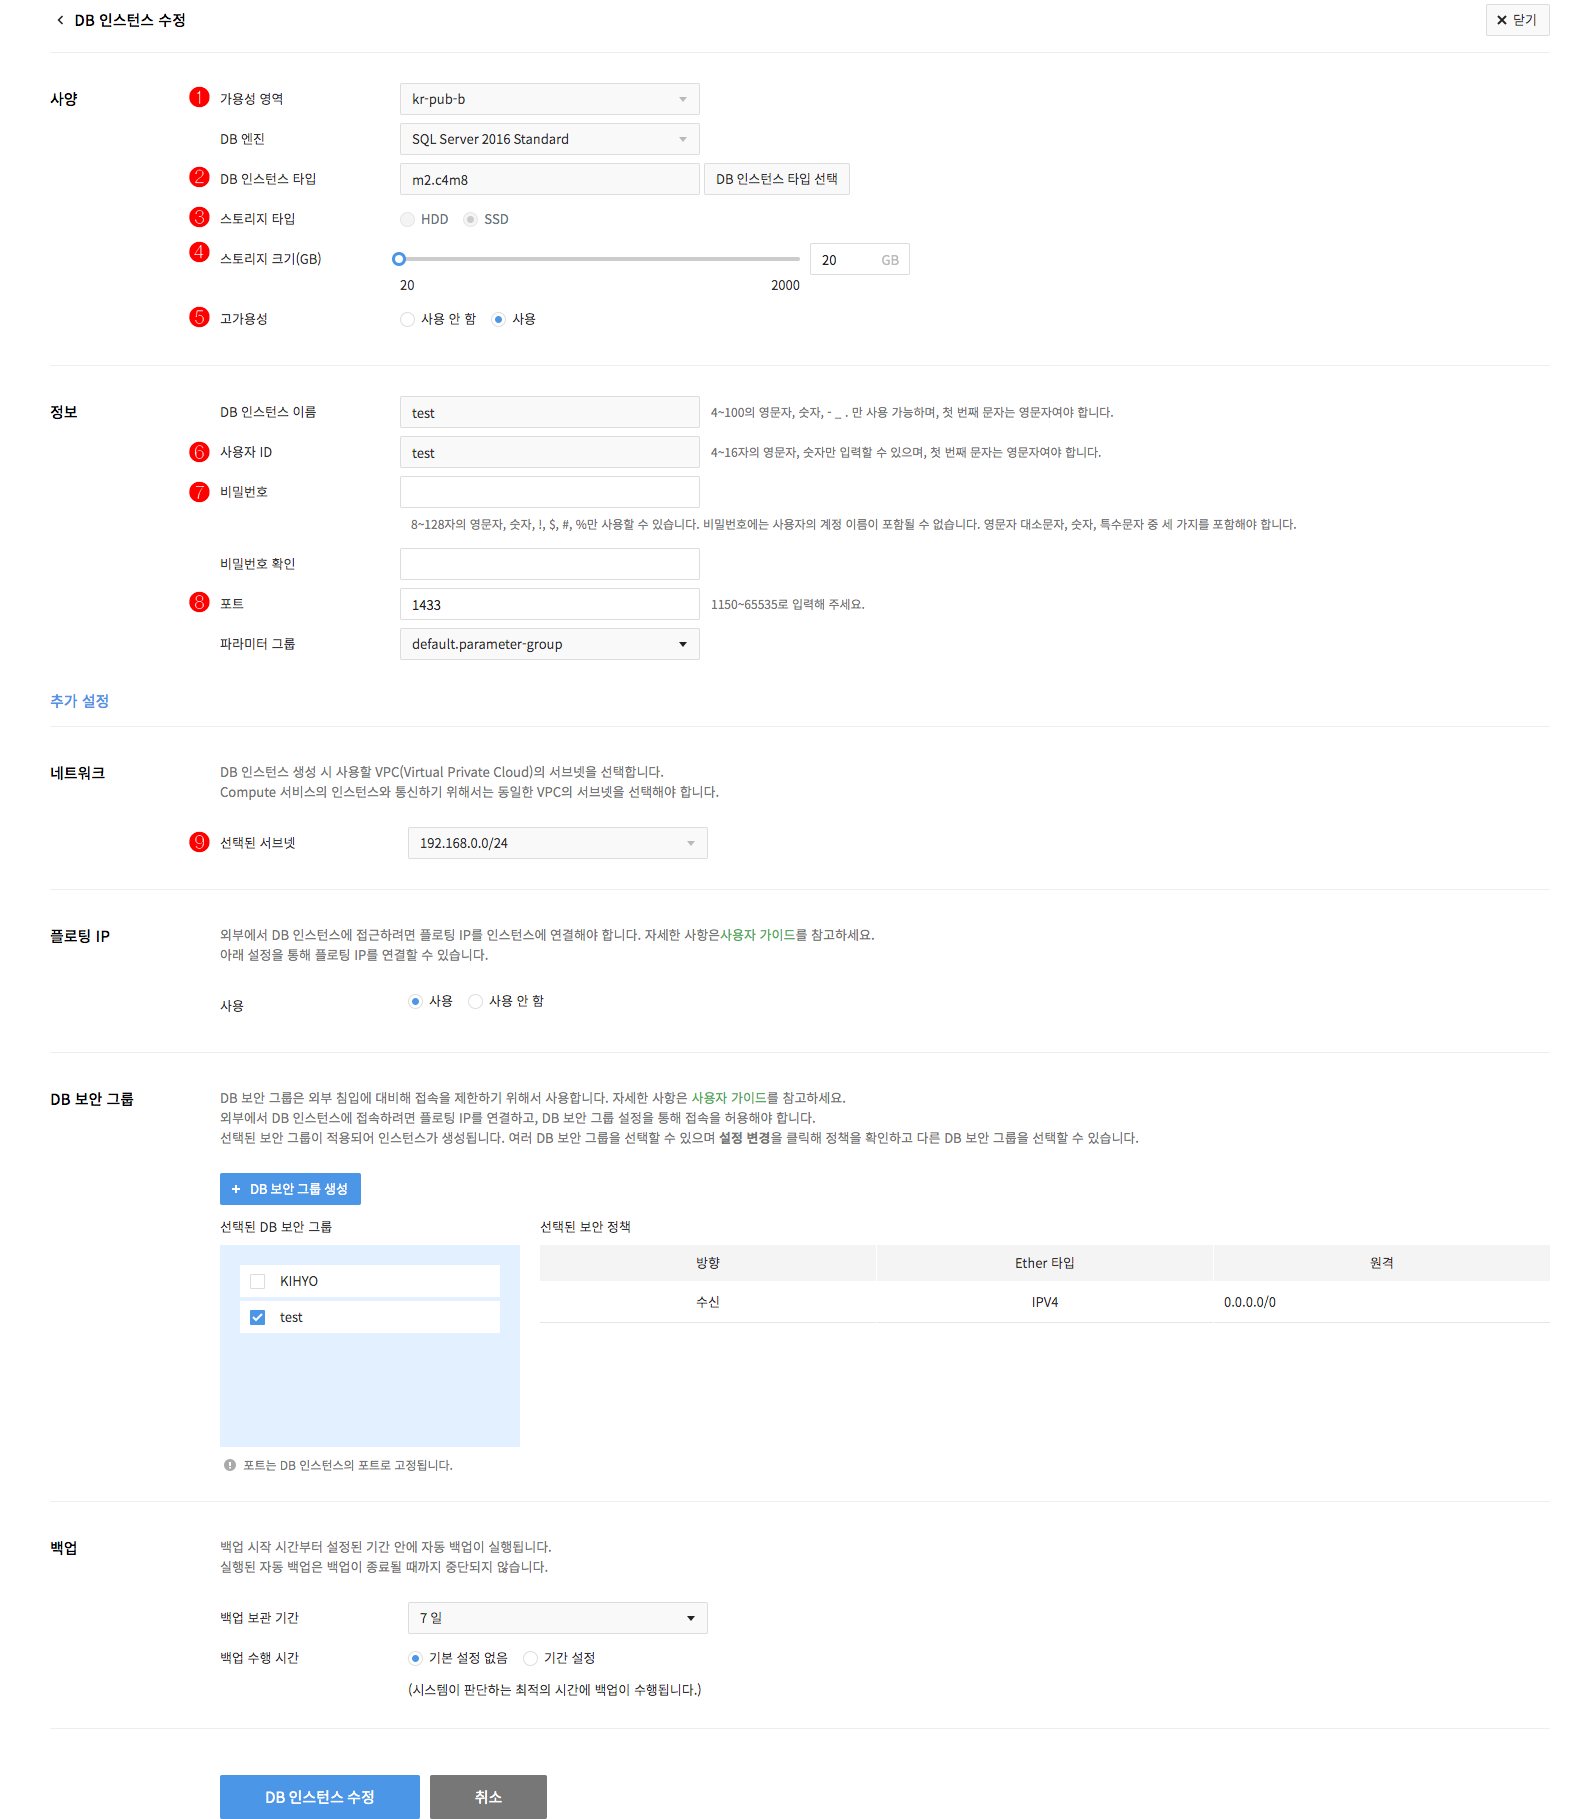 DB 인스턴스 수정
✕ 닫기
사양
1 가용성 영역 kr-pub-b
DB 엔진 SQL Server 2016 Standard
2 DB 인스턴스 타입 m2.c4m8 DB 인스턴스 타입 선택
3 스토리지 타입 HDD SSD
4 스토리지 크기(GB) 20 GB
20 2000
5 고가용성 사용 안 함 사용
정보
DB 인스턴스 이름 test 4~100의 영문자, 숫자, - _ . 만 사용 가능하며, 첫 번째 문자는 영문자여야 합니다.
6 사용자 ID test 4~16자의 영문자, 숫자만 입력할 수 있으며, 첫 번째 문자는 영문자여야 합니다.
7 비밀번호
8~128자의 영문자, 숫자, !, $, #, %만 사용할 수 있습니다. 비밀번호에는 사용자의 계정 이름이 포함될 수 없습니다. 영문자 대소문자, 숫자, 특수문자 중 세 가지를 포함해야 합니다.
비밀번호 확인
8 포트 1433 1150~65535로 입력해 주세요.
파라미터 그룹 default.parameter-group
추가 설정
네트워크
DB 인스턴스 생성 시 사용할 VPC(Virtual Private Cloud)의 서브넷을 선택합니다.
Compute 서비스의 인스턴스와 통신하기 위해서는 동일한 VPC의 서브넷을 선택해야 합니다.
9 선택된 서브넷 192.168.0.0/24
플로팅 IP
외부에서 DB 인스턴스에 접근하려면 플로팅 IP를 인스턴스에 연결해야 합니다. 자세한 사항은사용자 가이드를 참고하세요.
아래 설정을 통해 플로팅 IP를 연결할 수 있습니다.
사용 사용 사용 안 함
DB 보안 그룹
DB 보안 그룹은 외부 침입에 대비해 접속을 제한하기 위해서 사용합니다. 자세한 사항은 사용자 가이드를 참고하세요.
외부에서 DB 인스턴스에 접속하려면 플로팅 IP를 연결하고, DB 보안 그룹 설정을 통해 접속을 허용해야 합니다.
선택된 보안 그룹이 적용되어 인스턴스가 생성됩니다. 여러 DB 보안 그룹을 선택할 수 있으며 설정 변경을 클릭해 정책을 확인하고 다른 DB 보안 그룹을 선택할 수 있습니다.
+ DB 보안 그룹 생성
선택된 DB 보안 그룹 선택된 보안 정책
방향 Ether 타입 원격
KIHYO
수신 IPV4 0.0.0.0/0
test
포트는 DB 인스턴스의 포트로 고정됩니다.
백업
백업 시작 시간부터 설정된 기간 안에 자동 백업이 실행됩니다.
실행된 자동 백업은 백업이 종료될 때까지 중단되지 않습니다.
백업 보관 기간 7 일
백업 수행 시간 기본 설정 없음 기간 설정
(시스템이 판단하는 최적의 시간에 백업이 수행됩니다.)
DB 인스턴스 수정 취소